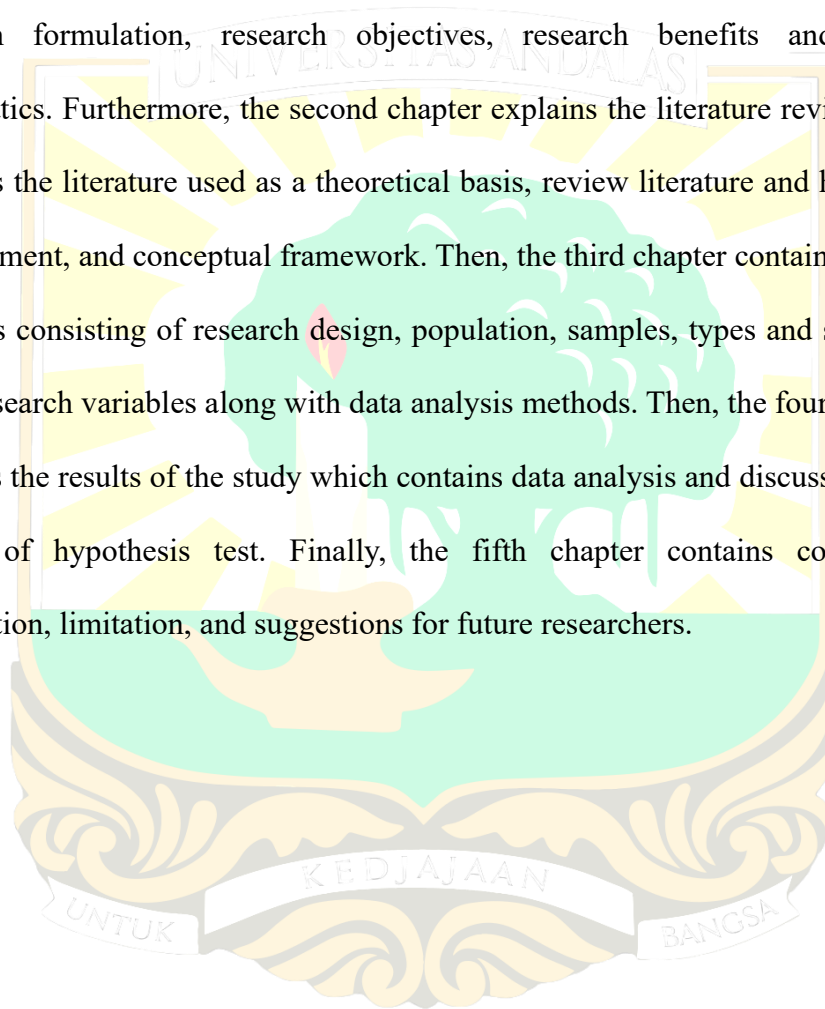 formulation, research objectives, research benefits and
UNIVERSITAS ANDALAS
tics. Furthermore, the second chapter explains the literature revi
s the literature used as a theoretical basis, review literature and
ment, and conceptual framework. Then, the third chapter contain
s consisting of research design, population, samples, types and s
search variables along with data analysis methods. Then, the four
s the results of the study which contains data analysis and discuss
of hypothesis test. Finally, the fifth chapter contains co
tion, limitation, and suggestions for future researchers.
KEDJAJAAN
UNTUK BANGSA